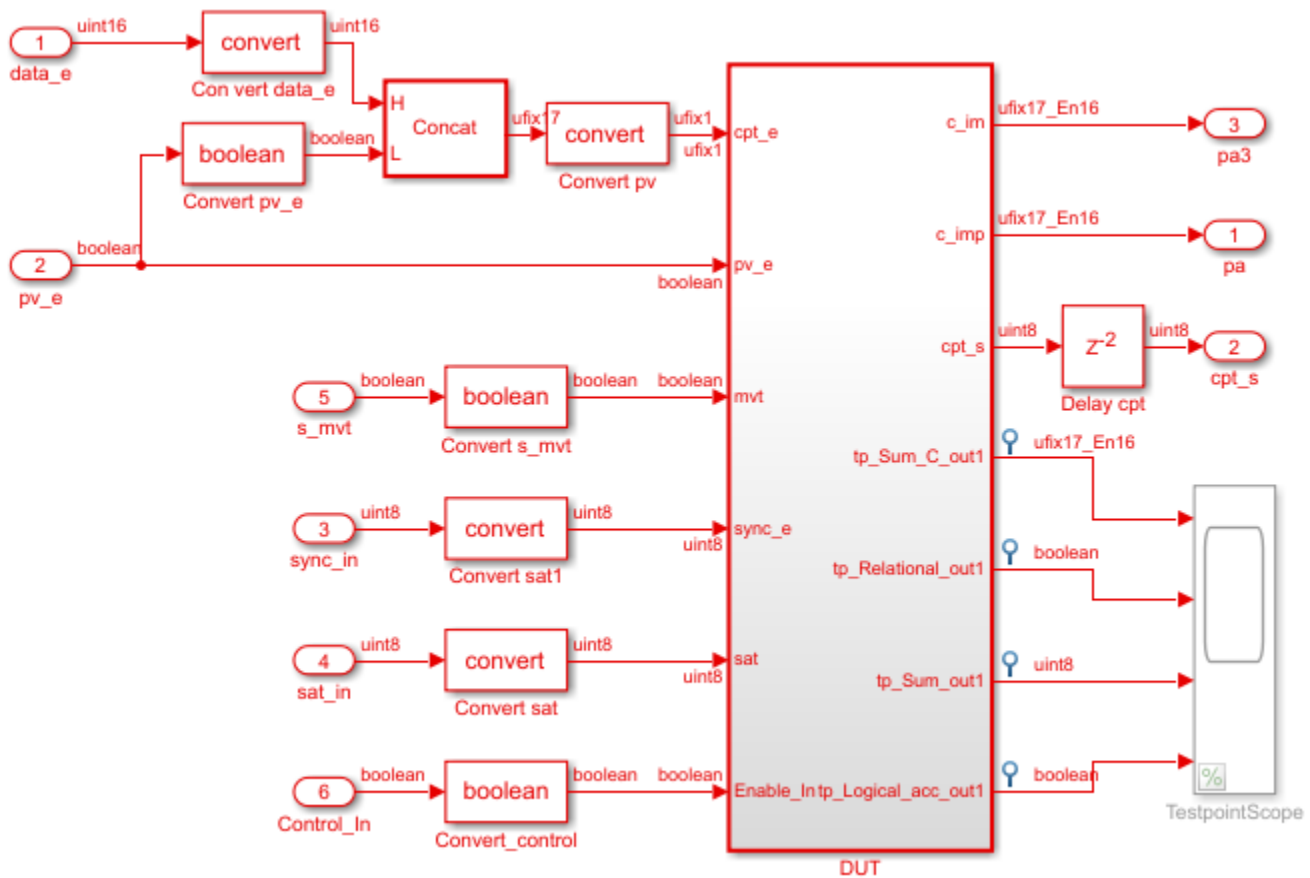 1
uint16
convert
uint16
data_e
Con vert data_e
H
L
Concat
ufix17
convert
ufix1
ufix1
cpt_e
Convert pv
boolean
boolean
Convert pv_e
2
boolean
pv_e
pv_e
boolean
5
boolean
boolean
boolean
boolean
mvt
s_mvt
Convert s_mvt
3
uint8
convert
uint8
uint8
sync_e
sync_in
Convert sat1
4
uint8
convert
uint8
uint8
sat
sat_in
Convert sat
6
boolean
boolean
boolean
boolean
Enable_In
Control_In
Convert_control
c_im
ufix17_En16
3
pa3
c_imp
ufix17_En16
1
pa
cpt_s
uint8
z-2
uint8
2
cpt_s
Delay cpt
tp_Sum_C_out1
ufix17_En16
tp_Relational_out1
boolean
tp_Sum_out1
uint8
tp_Logical_acc_out1
boolean
%
TestpointScope
DUT